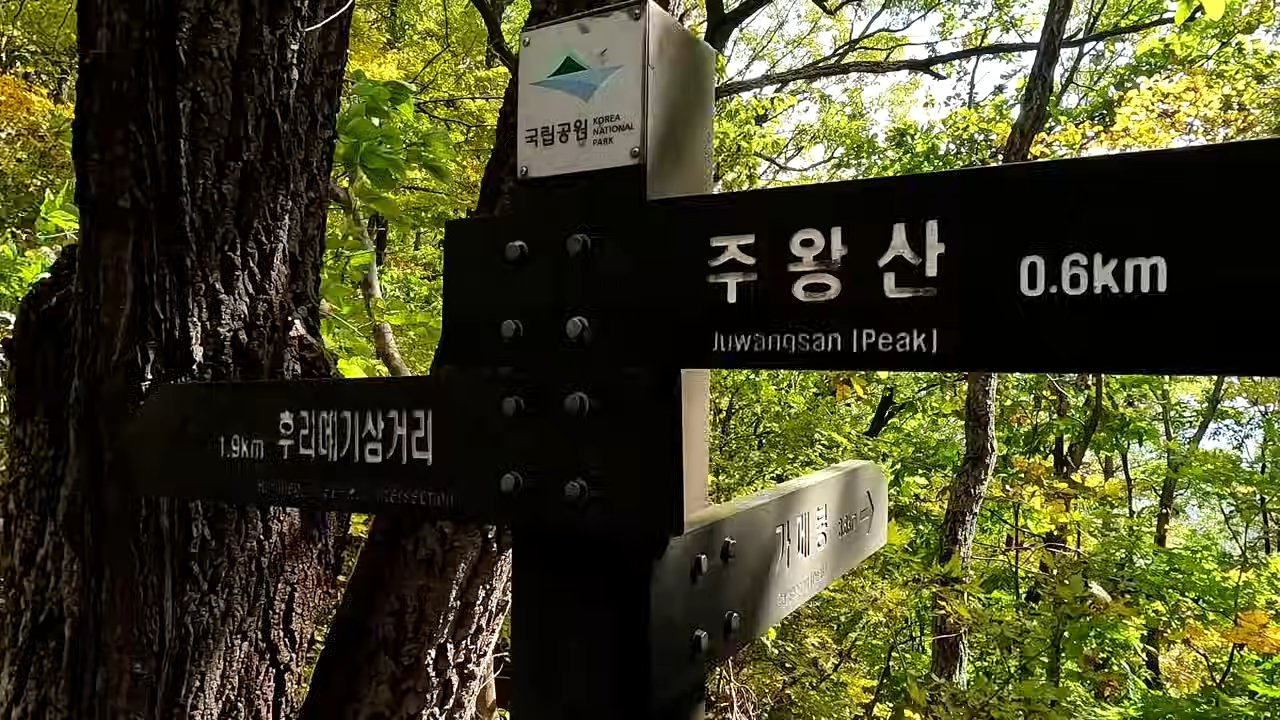 국립공원 KOREA
NATIONAL
PARK
주왕산 0.6km
Juwangsan [Peak]
1.9km 후리메기삼거리
가메봉